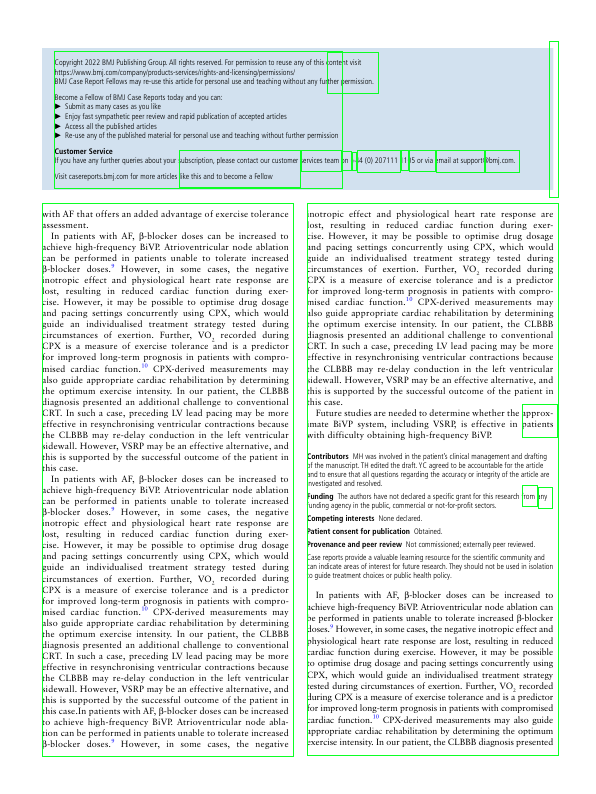 Copyright 2022 BMJ Publishing Group. All rights reserved. For permission to reuse any of this content visit
https://www.bmj.com/company/products-services/rights-and-licensing/permissions/
BMJ Case Report Fellows may re-use this article for personal use and teaching without any further permission.
Become a Fellow of BMJ Case Reports today and you can:
► Submit as many cases as you like
► Enjoy fast sympathetic peer review and rapid publication of accepted articles
► Access all the published articles
► Re-use any of the published material for personal use and teaching without further permission
Customer Service
If you have any further queries about your subscription, please contact our customer services team on +44 (0) 207111 1105 or via email at support@bmj.com.
Visit casereports.bmj.com for more articles like this and to become a Fellow
with AF that offers an added advantage of exercise tolerance
assessment.
In patients with AF, β-blocker doses can be increased to
achieve high-frequency BiVP. Atrioventricular node ablation
can be performed in patients unable to tolerate increased
β-blocker doses.9 However, in some cases, the negative
inotropic effect and physiological heart rate response are
lost, resulting in reduced cardiac function during exer-
cise. However, it may be possible to optimise drug dosage
and pacing settings concurrently using CPX, which would
guide an individualised treatment strategy tested during
circumstances of exertion. Further, VO2 recorded during
CPX is a measure of exercise tolerance and is a predictor
for improved long-term prognosis in patients with compro-
mised cardiac function.10 CPX-derived measurements may
also guide appropriate cardiac rehabilitation by determining
the optimum exercise intensity. In our patient, the CLBBB
diagnosis presented an additional challenge to conventional
CRT. In such a case, preceding LV lead pacing may be more
effective in resynchronising ventricular contractions because
the CLBBB may re-delay conduction in the left ventricular
sidewall. However, VSRP may be an effective alternative, and
this is supported by the successful outcome of the patient in
this case.
In patients with AF, β-blocker doses can be increased to
achieve high-frequency BiVP. Atrioventricular node ablation
can be performed in patients unable to tolerate increased
β-blocker doses.9 However, in some cases, the negative
inotropic effect and physiological heart rate response are
lost, resulting in reduced cardiac function during exer-
cise. However, it may be possible to optimise drug dosage
and pacing settings concurrently using CPX, which would
guide an individualised treatment strategy tested during
circumstances of exertion. Further, VO2 recorded during
CPX is a measure of exercise tolerance and is a predictor
for improved long-term prognosis in patients with compro-
mised cardiac function.10 CPX-derived measurements may
also guide appropriate cardiac rehabilitation by determining
the optimum exercise intensity. In our patient, the CLBBB
diagnosis presented an additional challenge to conventional
CRT. In such a case, preceding LV lead pacing may be more
effective in resynchronising ventricular contractions because
the CLBBB may re-delay conduction in the left ventricular
sidewall. However, VSRP may be an effective alternative, and
this is supported by the successful outcome of the patient in
this case.In patients with AF, β-blocker doses can be increased
to achieve high-frequency BiVP. Atrioventricular node abla-
tion can be performed in patients unable to tolerate increased
β-blocker doses.9 However, in some cases, the negative
inotropic effect and physiological heart rate response are
lost, resulting in reduced cardiac function during exer-
cise. However, it may be possible to optimise drug dosage
and pacing settings concurrently using CPX, which would
guide an individualised treatment strategy tested during
circumstances of exertion. Further, VO2 recorded during
CPX is a measure of exercise tolerance and is a predictor
for improved long-term prognosis in patients with compro-
mised cardiac function.10 CPX-derived measurements may
also guide appropriate cardiac rehabilitation by determining
the optimum exercise intensity. In our patient, the CLBBB
diagnosis presented an additional challenge to conventional
CRT. In such a case, preceding LV lead pacing may be more
effective in resynchronising ventricular contractions because
the CLBBB may re-delay conduction in the left ventricular
sidewall. However, VSRP may be an effective alternative, and
this is supported by the successful outcome of the patient in
this case.
Future studies are needed to determine whether the approx-
imate BiVP system, including VSRP, is effective in patients
with difficulty obtaining high-frequency BiVP.
Contributors MH was involved in the patient's clinical management and drafting
of the manuscript. TH edited the draft. YC agreed to be accountable for the article
and to ensure that all questions regarding the accuracy or integrity of the article are
investigated and resolved.
Funding The authors have not declared a specific grant for this research from any
funding agency in the public, commercial or not-for-profit sectors.
Competing interests None declared.
Patient consent for publication Obtained.
Provenance and peer review Not commissioned; externally peer reviewed.
Case reports provide a valuable learning resource for the scientific community and
can indicate areas of interest for future research. They should not be used in isolation
to guide treatment choices or public health policy.
In patients with AF, β-blocker doses can be increased to
achieve high-frequency BiVP. Atrioventricular node ablation can
be performed in patients unable to tolerate increased β-blocker
doses.9 However, in some cases, the negative inotropic effect and
physiological heart rate response are lost, resulting in reduced
cardiac function during exercise. However, it may be possible
to optimise drug dosage and pacing settings concurrently using
CPX, which would guide an individualised treatment strategy
tested during circumstances of exertion. Further, VO2 recorded
during CPX is a measure of exercise tolerance and is a predictor
for improved long-term prognosis in patients with compromised
cardiac function.10 CPX-derived measurements may also guide
appropriate cardiac rehabilitation by determining the optimum
exercise intensity. In our patient, the CLBBB diagnosis presented